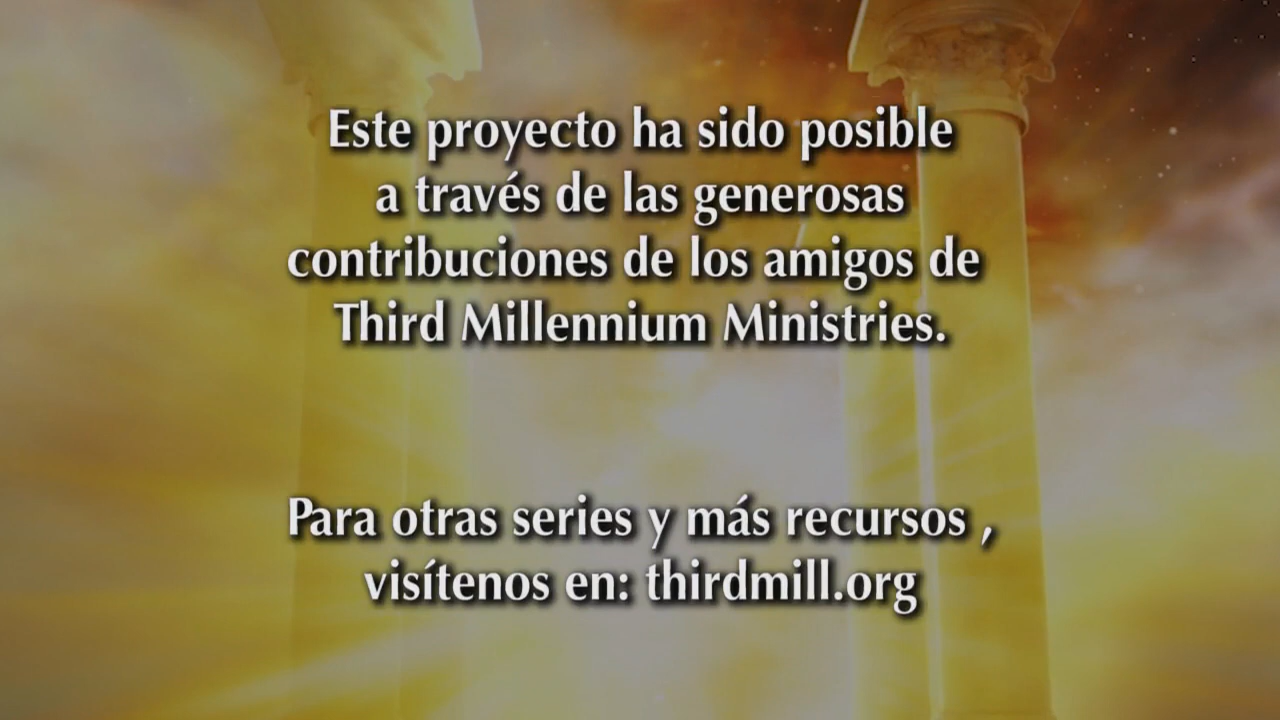 Este proyecto ha sido posible
a través de las generosas
contribuciones de los amigos de
Third Millennium Ministries.
Para otras series y más recursos ,
visítenos en: thirdmill.org